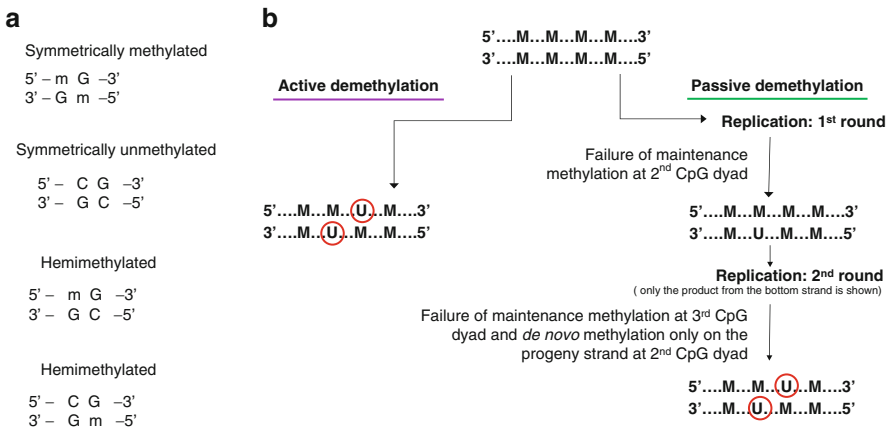 a
Symmetrically methylated
5’ – m G –3’
3’ – G m –5’
Symmetrically unmethylated
5’ – C G –3’
3’ – G C –5’
Hemimethylated
5’ – m G –3’
3’ – G C –5’
Hemimethylated
5’ – C G –3’
3’ – G m –5’
b
5’....M...M...M...M....3’
3’....M...M...M...M....5’
Active demethylation
5’....M...M...U...M....3’
3’....M...U...M...M....5’
Passive demethylation
Replication: 1st round
Failure of maintenance
methylation at 2nd CpG dyad
5’....M...M...M...M....3’
3’....M...U...M...M....5’
Replication: 2nd round
( only the product from the bottom strand is shown)
Failure of maintenance methylation at 3rd CpG
dyad and de novo methylation only on the
progeny strand at 2nd CpG dyad
5’....M...M...U...M....3’
3’....M...U...M...M....5’